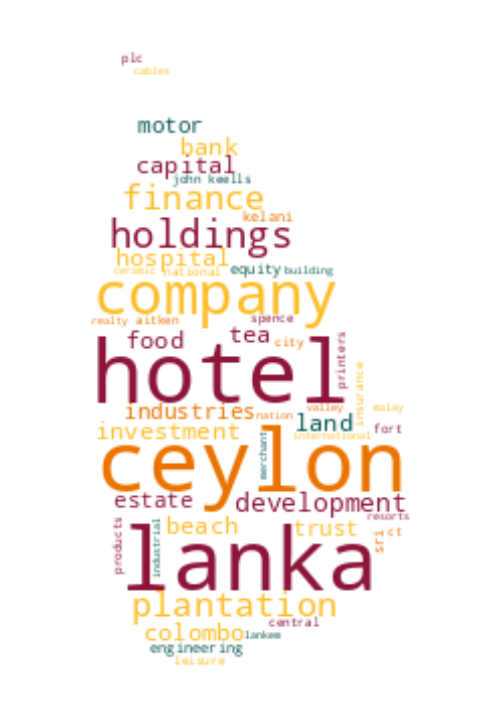 plc
cables
motor
bank
capital
john keells
finance
kelani
holdings
hospital
ceramic national equity building
company
realty aitken spence
food tea city
printers
hotel
insurance
industries nation valley malay
land
investment international fort
merchant
ceylon
estate development
resorts
products
industrial
beach trust sri ct
lanka
plantation
central
colombo lankem
engineering
leisure